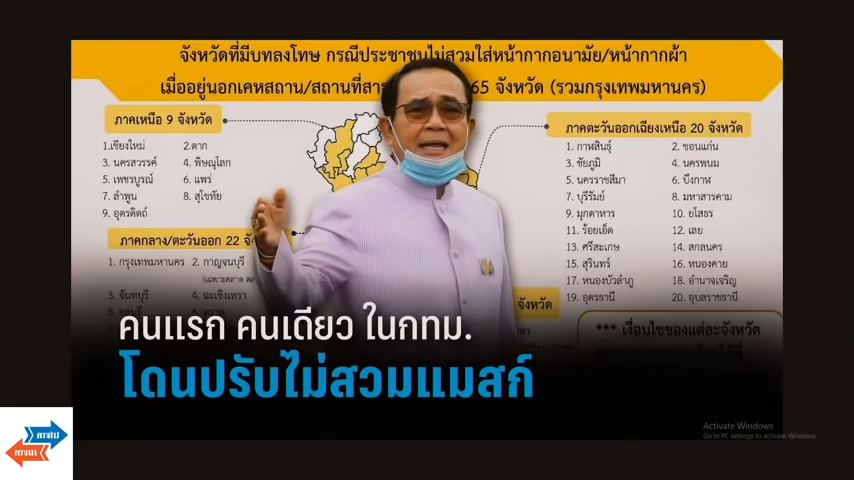 จังหวัดที่มีบทลงโทษ กรณีประชาชนไม่สวมใส่หน้ากากอนามัย/หน้ากากผ้า
เมื่ออยู่นอกเคหสถาน/สถานที่สาร 65 จังหวัด (รวมกรุงเทพมหานคร)
ภาคเหนือ 9 จังหวัด
1.เชียงใหม่ 2.ตาก
3. นครสวรรค์ 4. พิษณุโลก
5. เพชรบูรณ์ 6. แพร่
7. ลำพูน 8. สุโขทัย
9. อุตรดิตถ์
ภาคกลาง/ตะวันออก 22 จัง
1. กรุงเทพมหานคร 2. กาญจนบุรี
3. จันทบุรี 4. ฉะเชิงเทรา
5. ชลบุรี
ภาคตะวันออกเฉียงเหนือ 20 จังหวัด
1. กาฬสินธุ์ 2. ขอนแก่น
3. ชัยภูมิ 4. นครพนม
5. นครราชสีมา 6. บึงกาฬ
7. บุรีรัมย์ 8. มหาสารคาม
9. มุกดาหาร 10. ยโสธร
11. ร้อยเอ็ด 12. เลย
13. ศรีสะเกษ 14. สกลนคร
15. สุรินทร์ 16. หนองคาย
17. หนองบัวลำภู 18. อำนาจเจริญ
19. อุดรธานี 20. อุบลราชธานี
จังหวัด
*** เงื่อนไขของแต่ละจังหวัด
คนแรก คนเดียว ในกทม.
โดนปรับไม่สวมแมสก์
Activate Windows
Go to PC settings to activate Windows